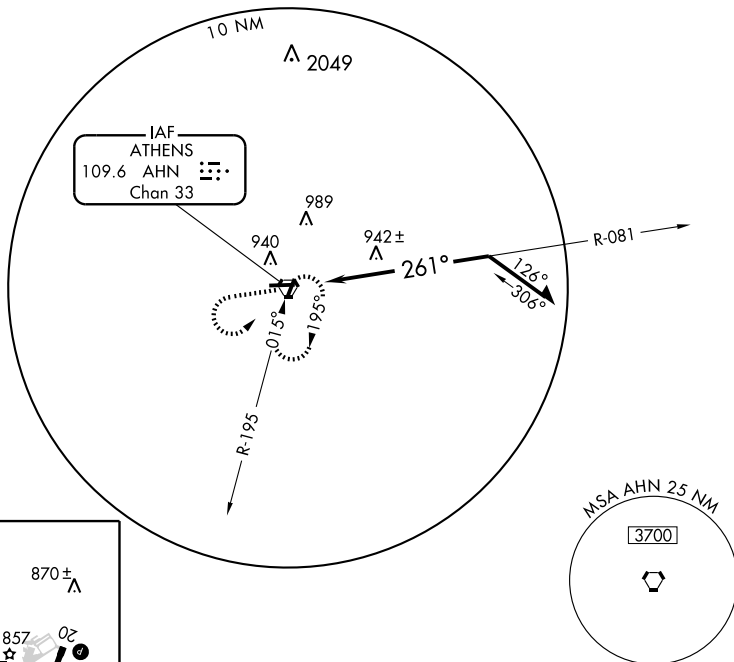 10 NM
2049
IAF
ATHENS
109.6 AHN
Chan 33
989
940
942±
R-081
261°
126°
306°
195°
015°
R-195
MSA AHN 25 NM
3700
870±
857
20
P